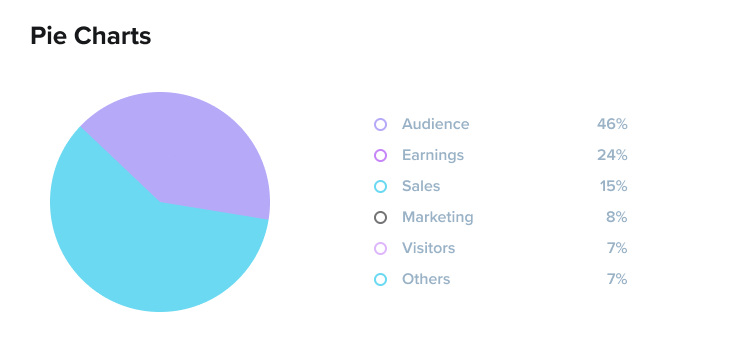 Pie Charts
Audience 46%
Earnings 24%
Sales 15%
Marketing 8%
Visitors 7%
Others 7%